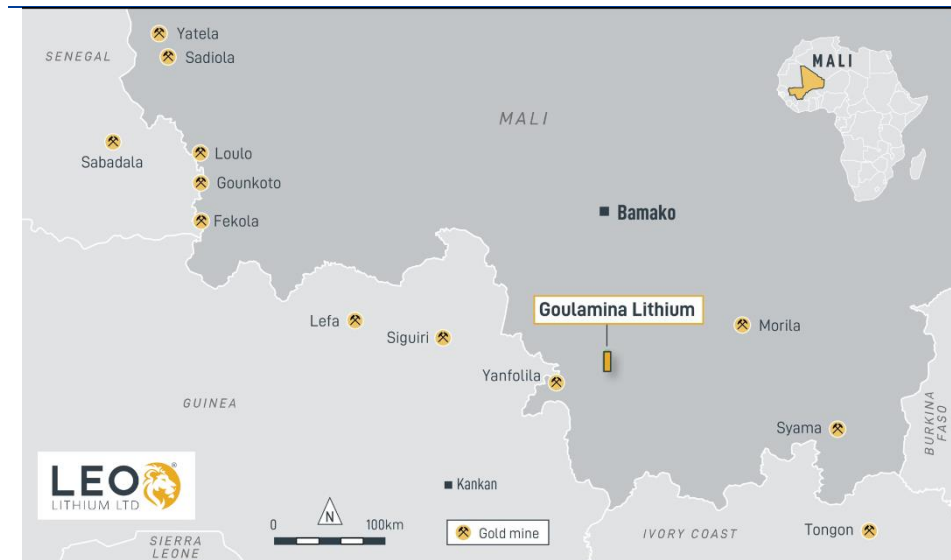 Yatela
SENEGAL
Sadiola
MALI
MALI
Sabadala
Loulo
Gounkoto
Bamako
Fekola
Goulamina Lithium
Lefa
Morila
Siguiri
Yanfolila
GUINEA
Syama
BURKINA
FASO
LEO
®
LITHIUM LTD
Kankan
N
0
100km
Gold mine
IVORY COAST
Tongon
SIERRA
LEONE